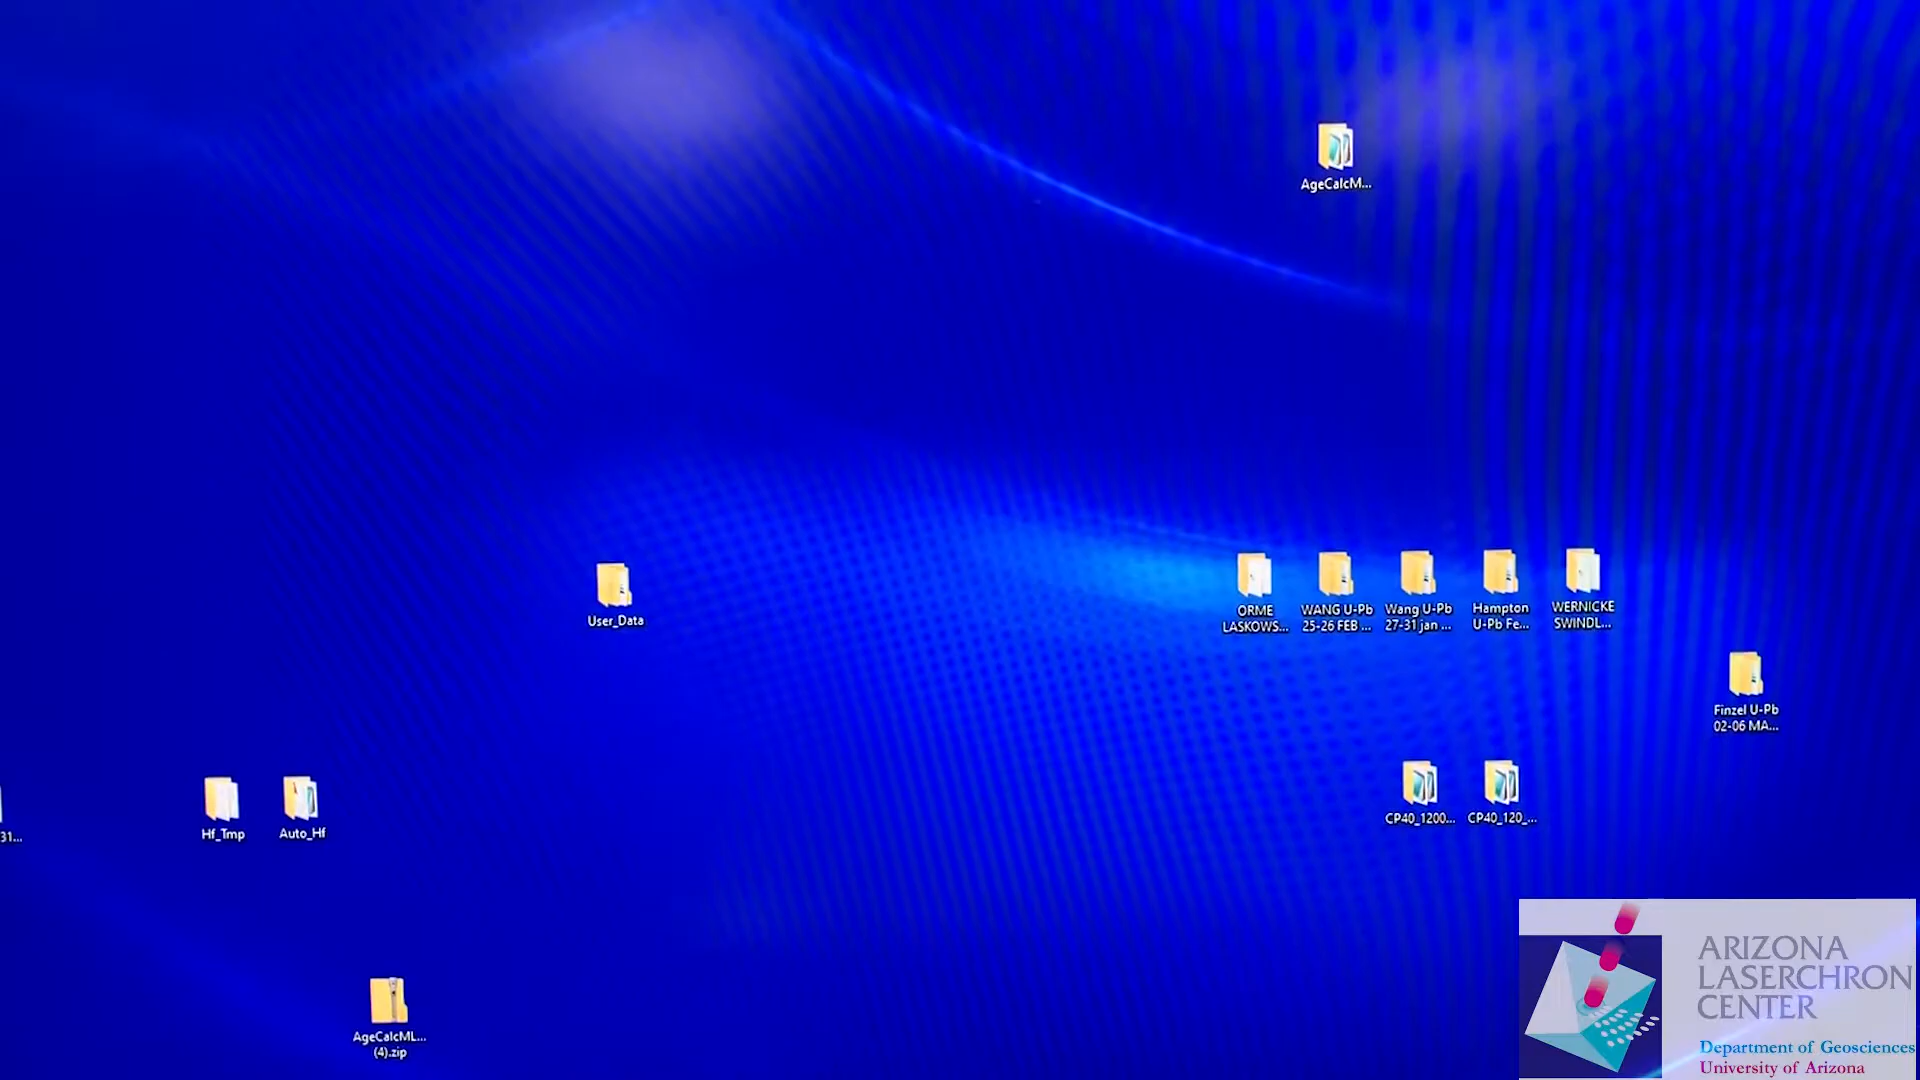 AgeCalcM...
User_Data
ORME
LASKOWS...
WANG U-Pb
25-26 FEB ...
Wang U-Pb
27-31 jan ...
Hampton
U-Pb Fe...
WERNICKE
SWINDL...
Finzel U-Pb
02-06 MA...
31...
Hf_Tmp
Auto_Hf
CP40_1200...
CP40_120_...
AgeCalcML...
(4).zip
ARIZONA
LASERCHRON
CENTER
Department of Geosciences
University of Arizona